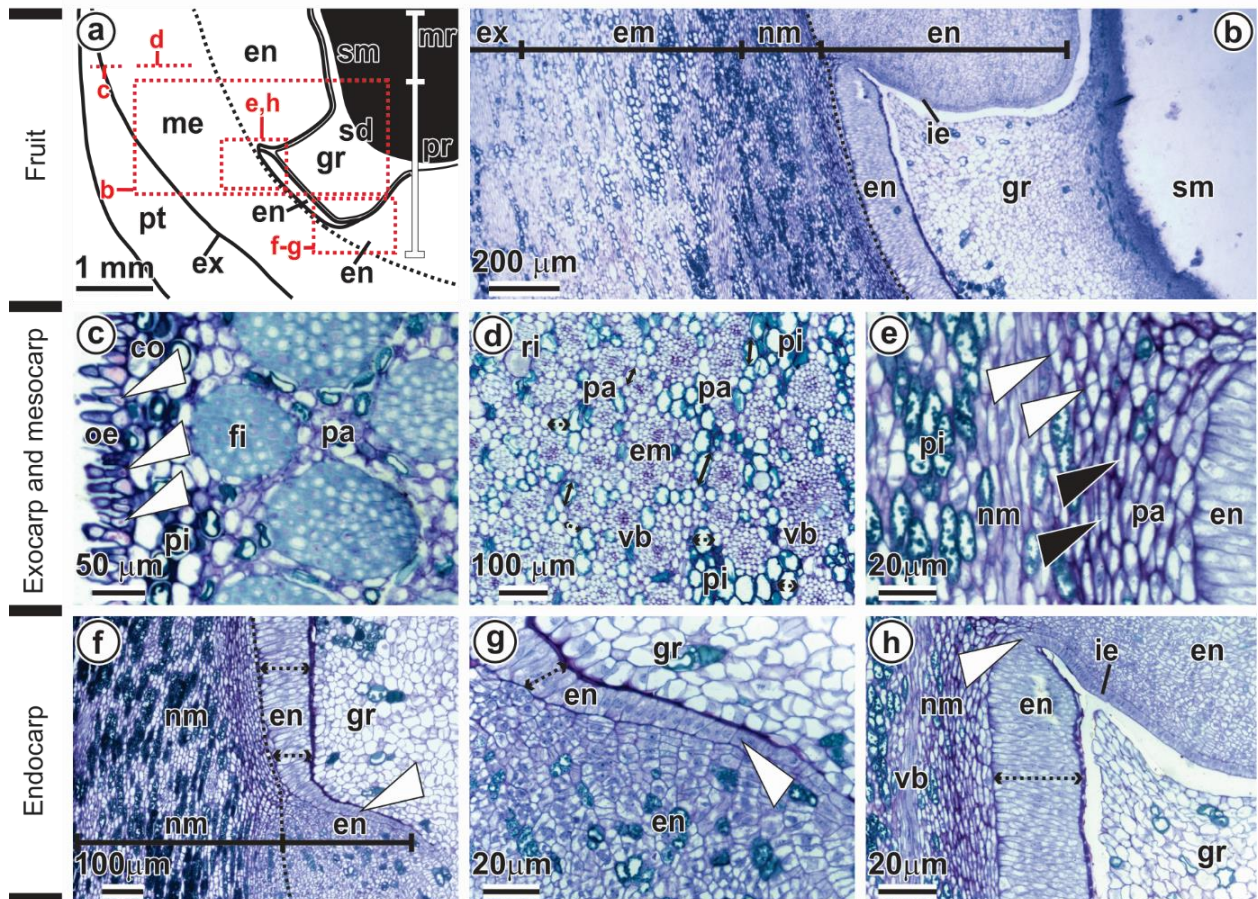 Fruit
a
d
c
en
sm
mr
me
e,h
sd
gr
pr
b
en
pt
f-g
ex
en
1 mm
ex
em
nm
en
b
ie
en
gr
sm
200 µm
Exocarp and mesocarp
c
co
oe
fi
pa
pi
50 µm
d
ri
pi
pa
pa
em
vb
vb
pi
100 µm
e
pi
nm
pa
en
20µm
Endocarp
f
nm
en
gr
nm
en
100µm
g
gr
en
en
20µm
h
ie
en
nm
en
vb
gr
20µm